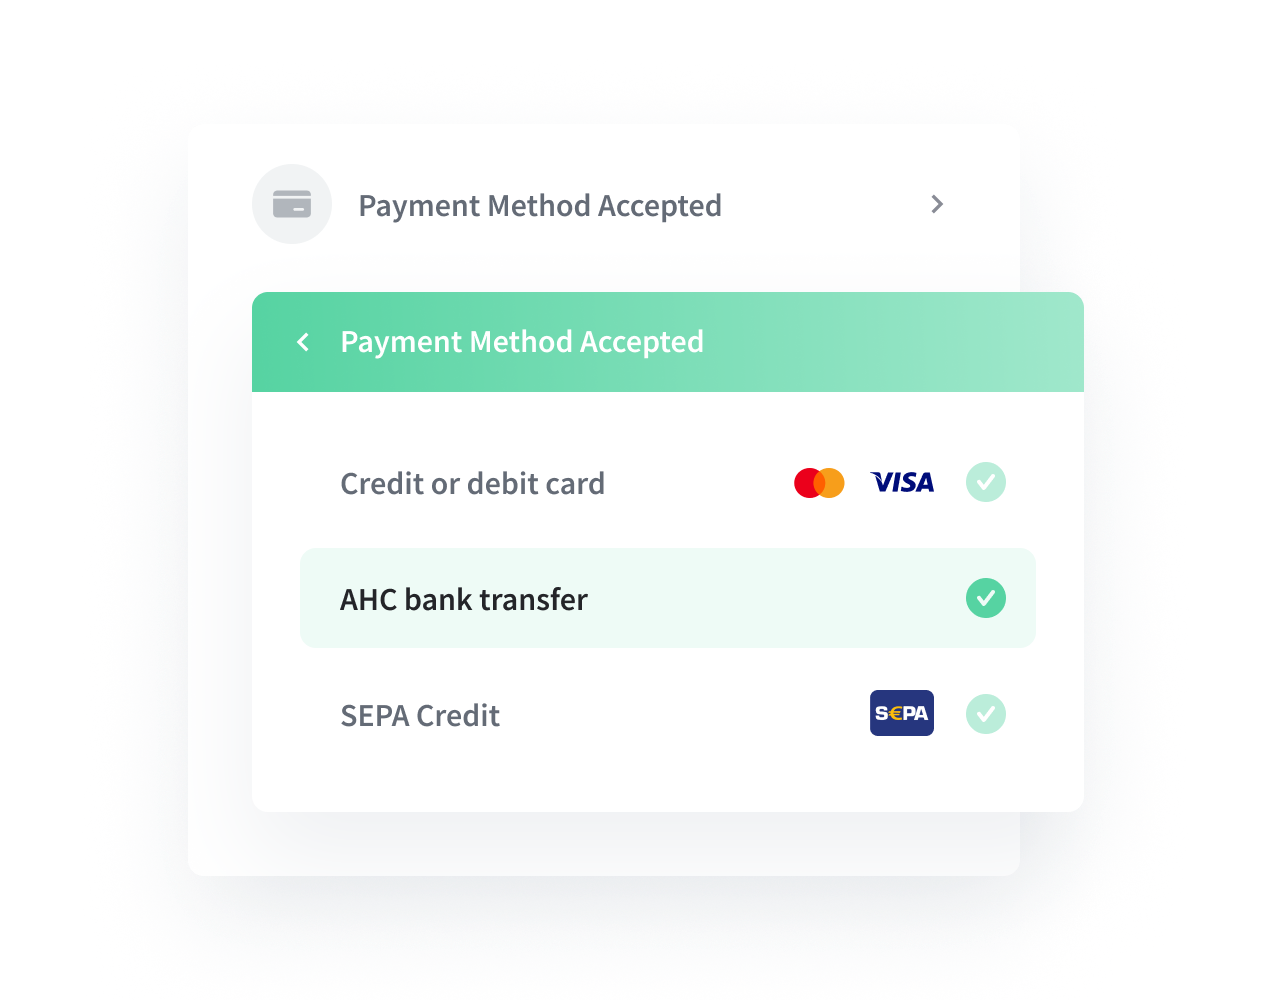 Payment Method Accepted
Payment Method Accepted
Credit or debit card VISA
AHC bank transfer
SEPA Credit S€PA